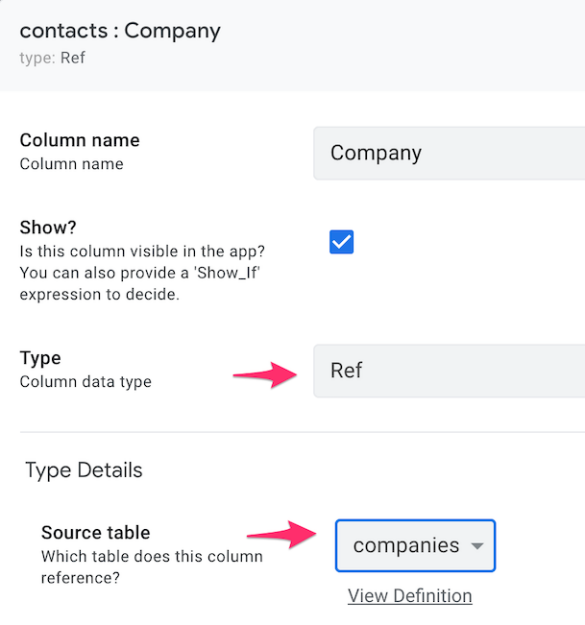 contacts : Company
type: Ref
Column name
Column name
Company
Show?
Is this column visible in the app?
You can also provide a 'Show_If'
expression to decide.
Type
Column data type
Ref
Type Details
Source table
Which table does this column
reference?
companies
View Definition